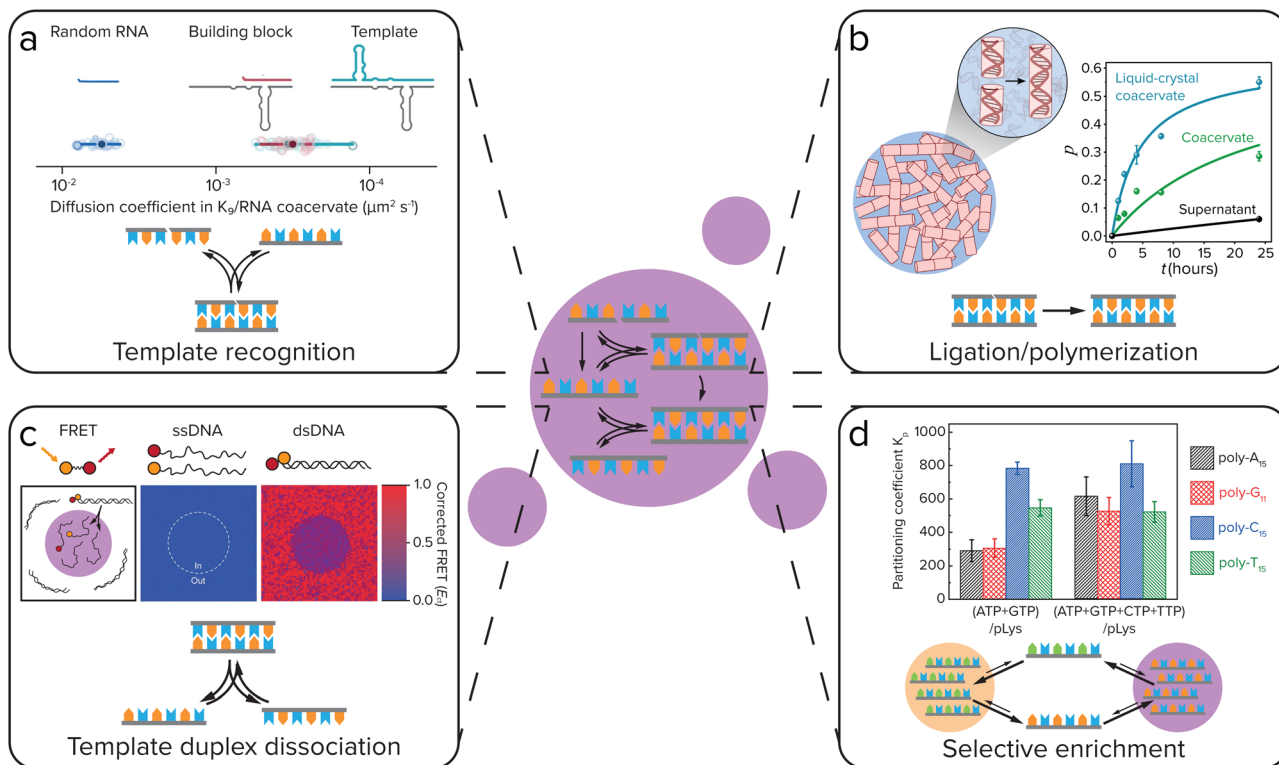 a
Random RNA
Building block
Template
10⁻²
10⁻³
10⁻⁴
Diffusion coefficient in K₉/RNA coacervate (μm² s⁻¹)
Template recognition
b
Liquid-crystal
coacervate
Coacervate
Supernatant
p
0.6
0.5
0.4
0.3
0.2
0.1
0.0
0 5 10 15 20 25
t (hours)
Ligation/polymerization
c
FRET
ssDNA
dsDNA
In
Out
1.0
0.5
0.0
Corrected FRET (Eᵣₜ)
Template duplex dissociation
d
Partitioning coefficient Kₚ
1000
800
600
400
200
0
(ATP+GTP)
/pLys
(ATP+GTP+CTP+TTP)
/pLys
poly-A₁₅
poly-G₁₁
poly-C₁₅
poly-T₁₅
Selective enrichment